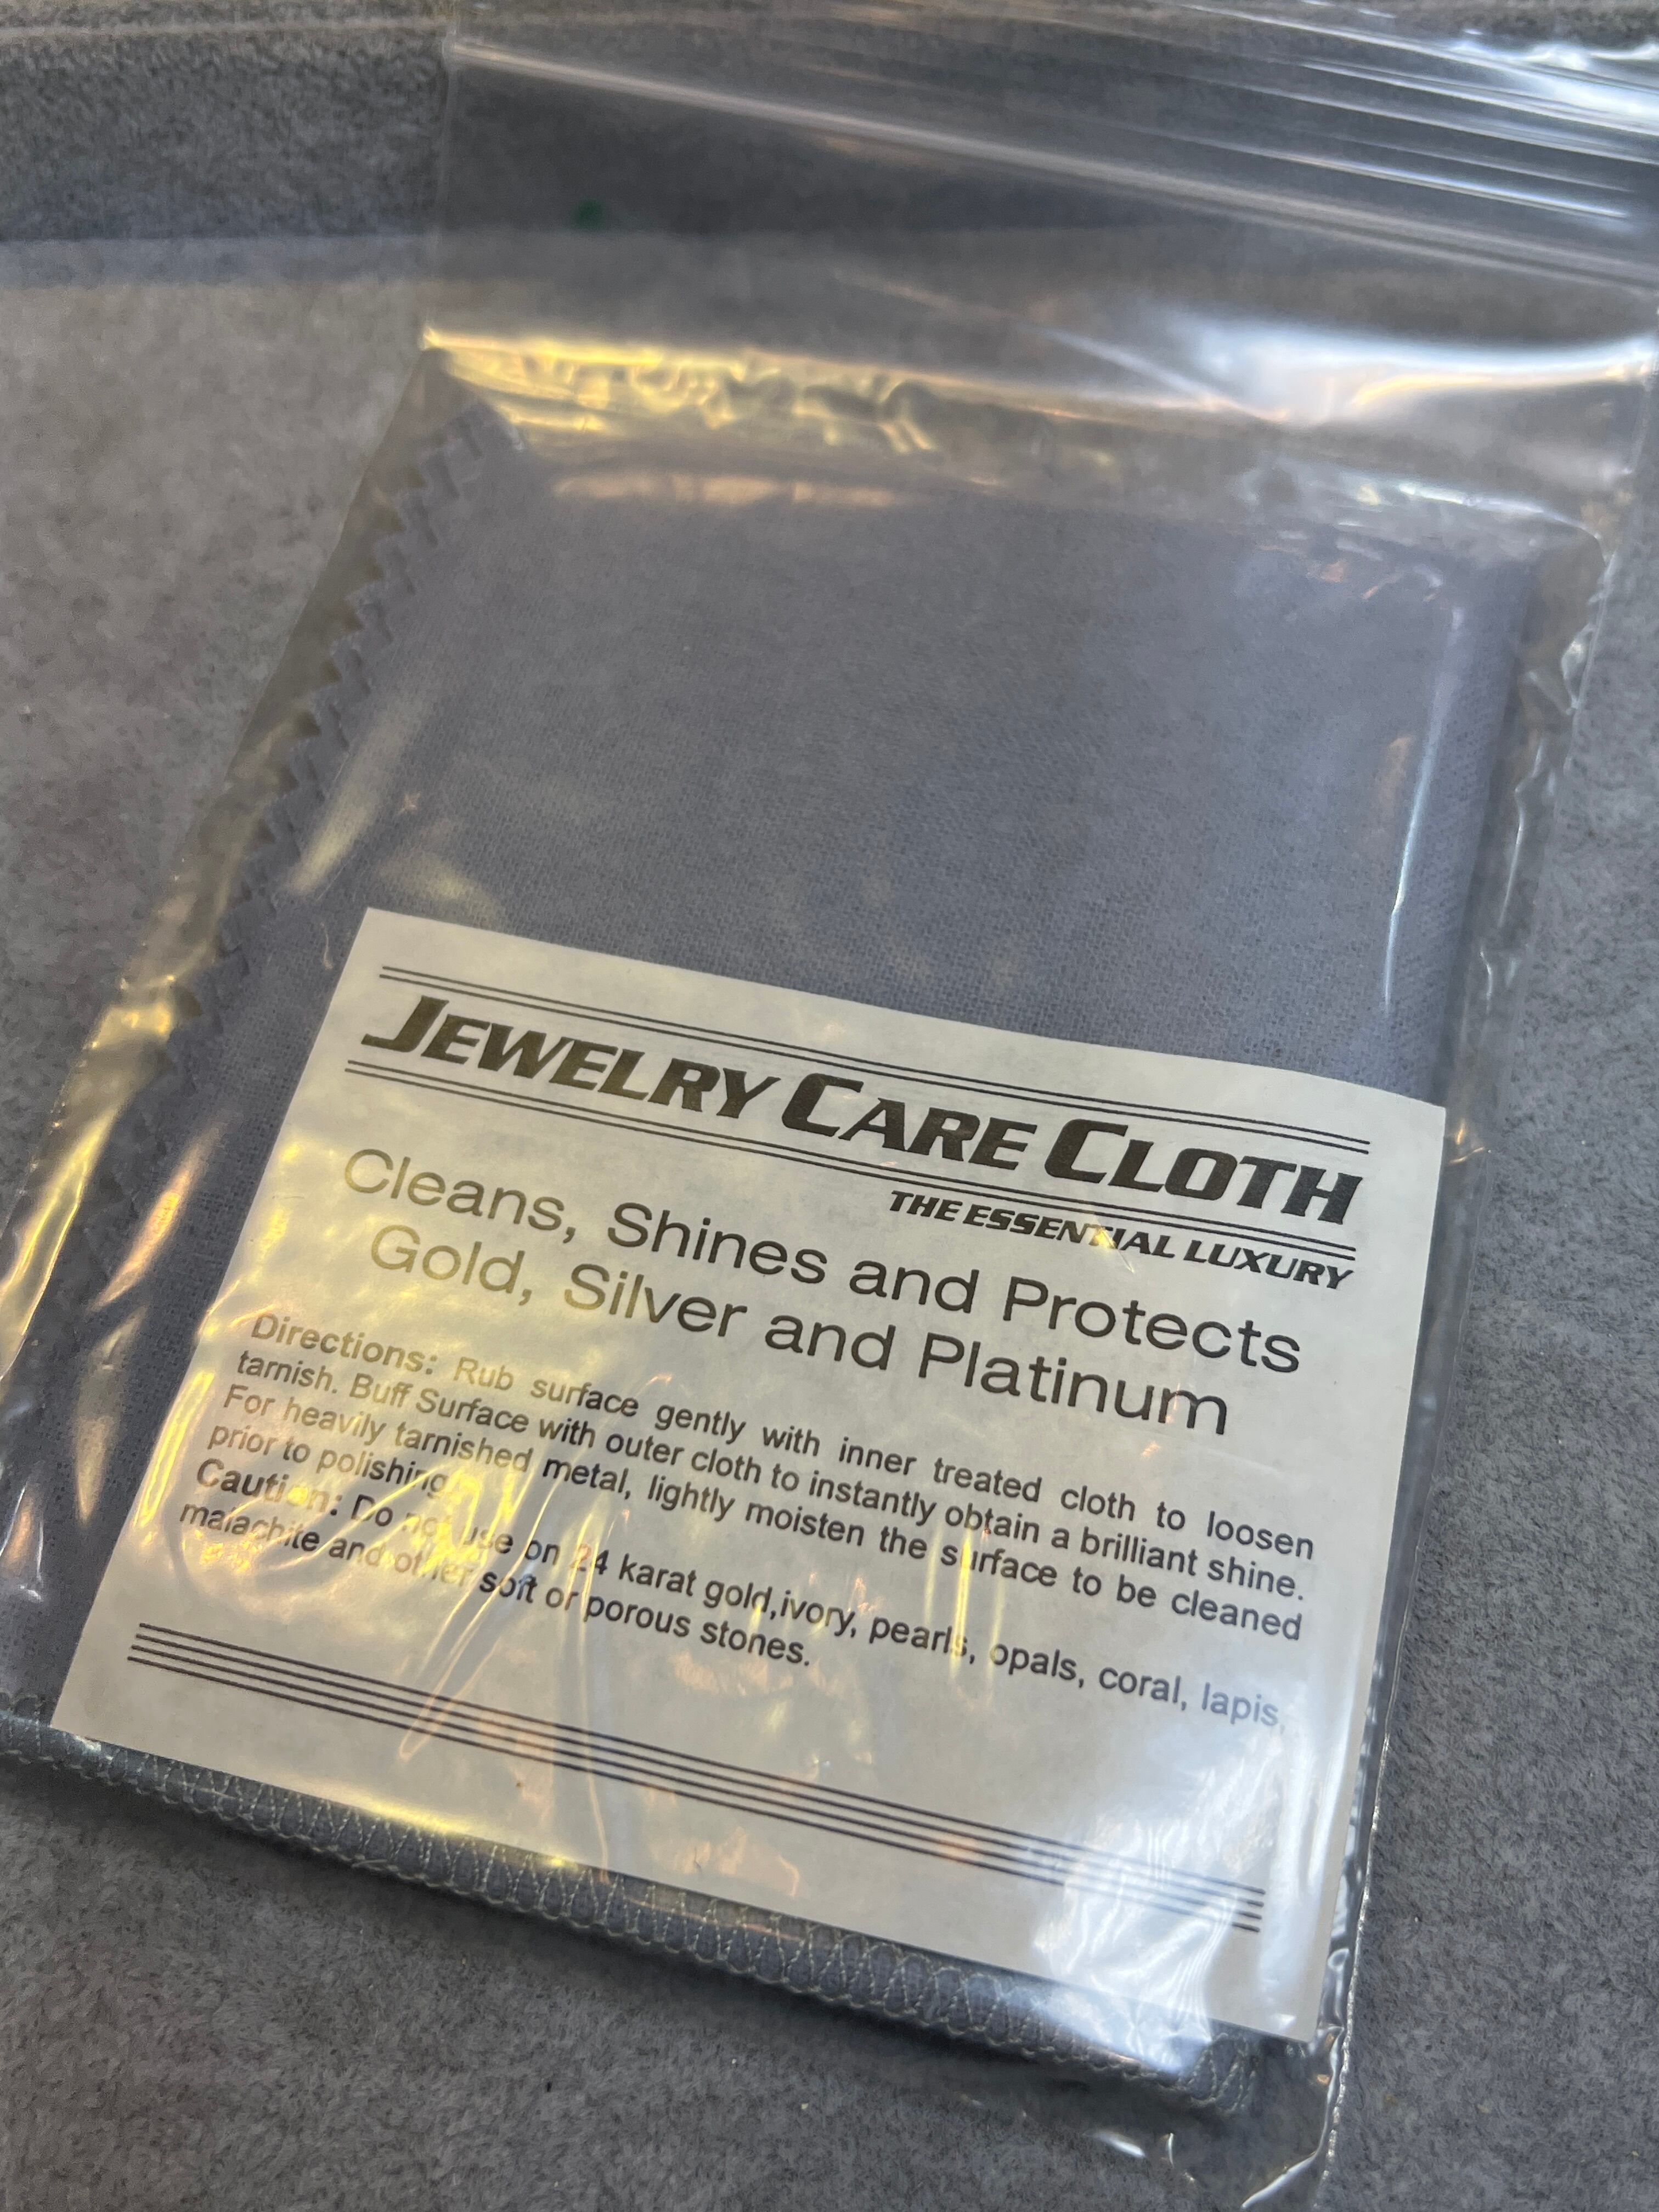 JEWELRY CARE CLOTH
THE ESSENTIAL LUXURY
Cleans, Shines and Protects
Gold, Silver and Platinum
Directions: Rub surface gently with inner treated cloth to loosen
tarnish. Buff Surface with outer cloth to instantly obtain a brilliant shine.
For heavily tarnished metal, lightly moisten the surface to be cleaned
prior to polishing.
Caution: Do not use on 24 karat gold,ivory, pearls, opals, coral, lapis,
malachite and other soft or porous stones.